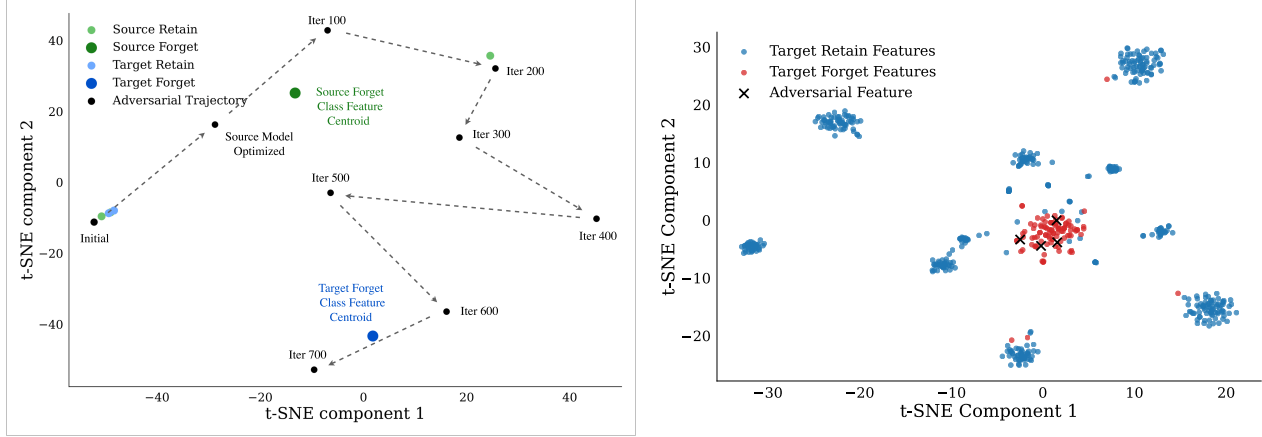 Source Retain
Source Forget
Target Retain
Target Forget
Adversarial Trajectory
Iter 100
Iter 200
Source Forget
Class Feature
Centroid
Source Model
Optimized
Iter 300
Iter 500
Initial
Iter 400
Target Forget
Class Feature
Centroid
Iter 600
Iter 700
40
20
0
−20
−40
t-SNE component 2
−40
−20
0
20
40
t-SNE component 1
Target Retain Features
Target Forget Features
Adversarial Feature
30
20
10
0
−10
−20
t-SNE Component 2
−30
−10
0
10
20
t-SNE Component 1